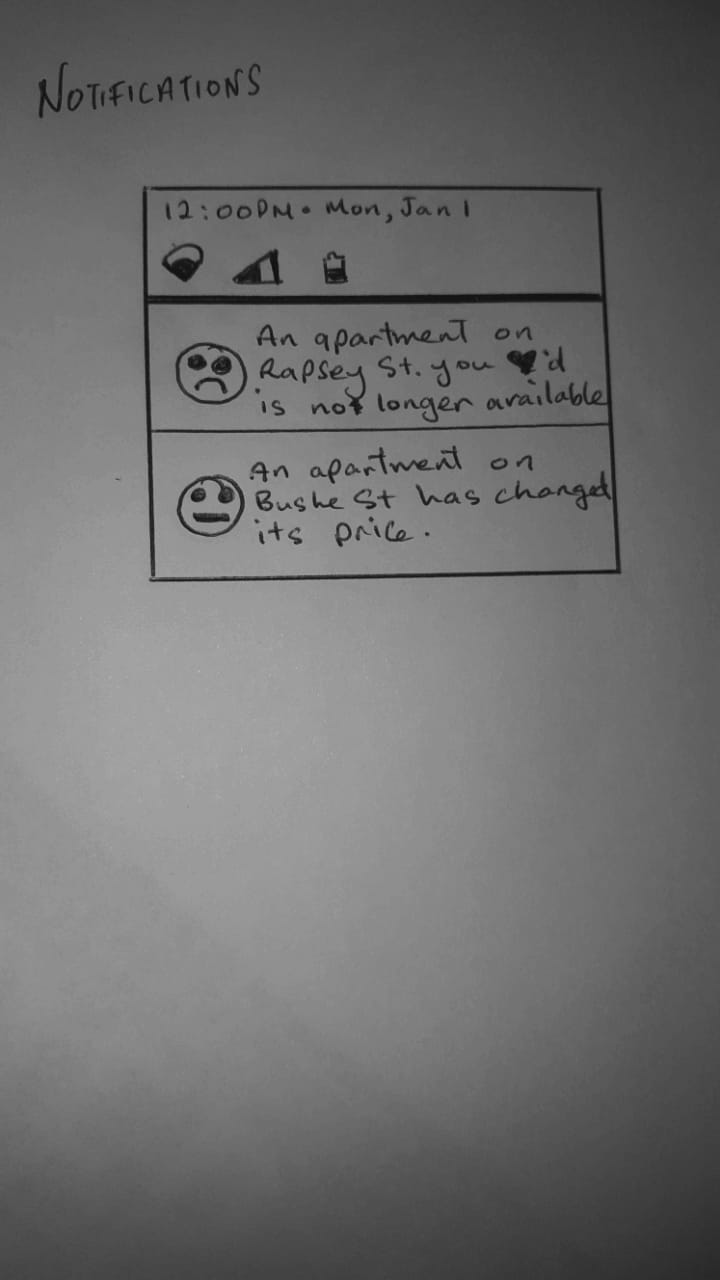 NOTIFICATIONS
12:00PM • Mon, Jan 1
An apartment on
Rapsey St. you ♥'d
is not longer available
An apartment on
Bushe St has changed
its price.